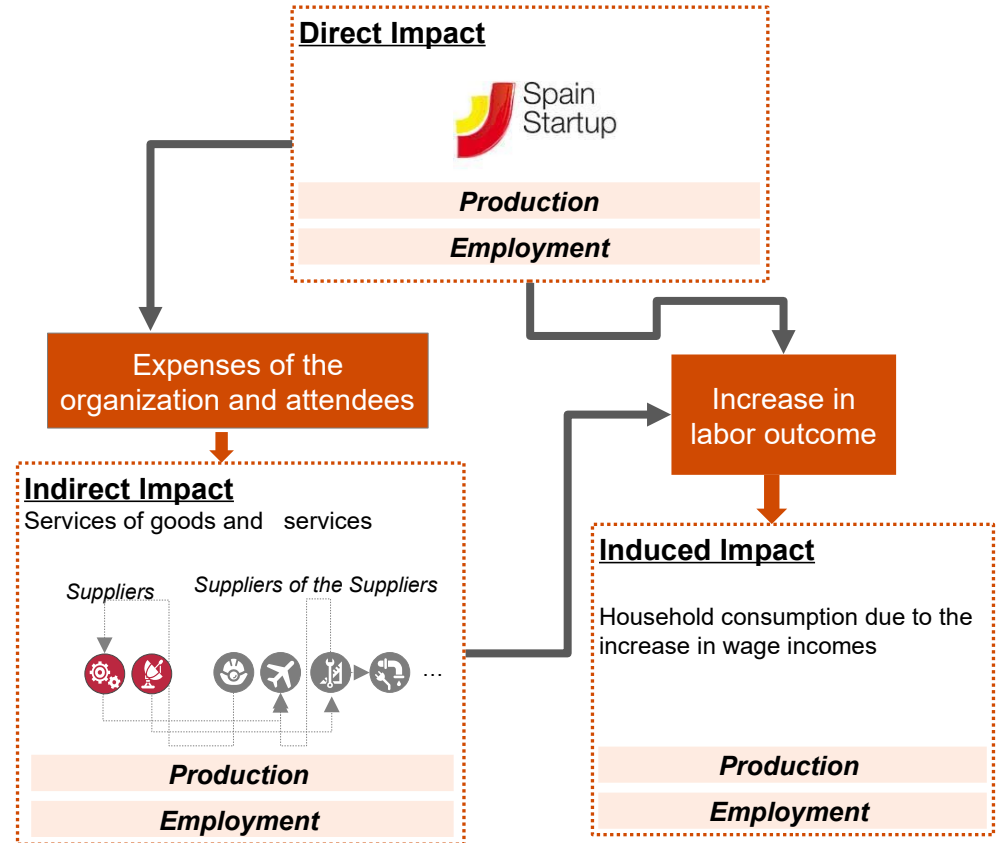 Direct Impact
Spain
Startup
Production
Employment
Expenses of the
organization and attendees
Increase in
labor outcome
Indirect Impact
Services of goods and services
Suppliers
Suppliers of the Suppliers
...
Production
Employment
Induced Impact
Household consumption due to the
increase in wage incomes
Production
Employment